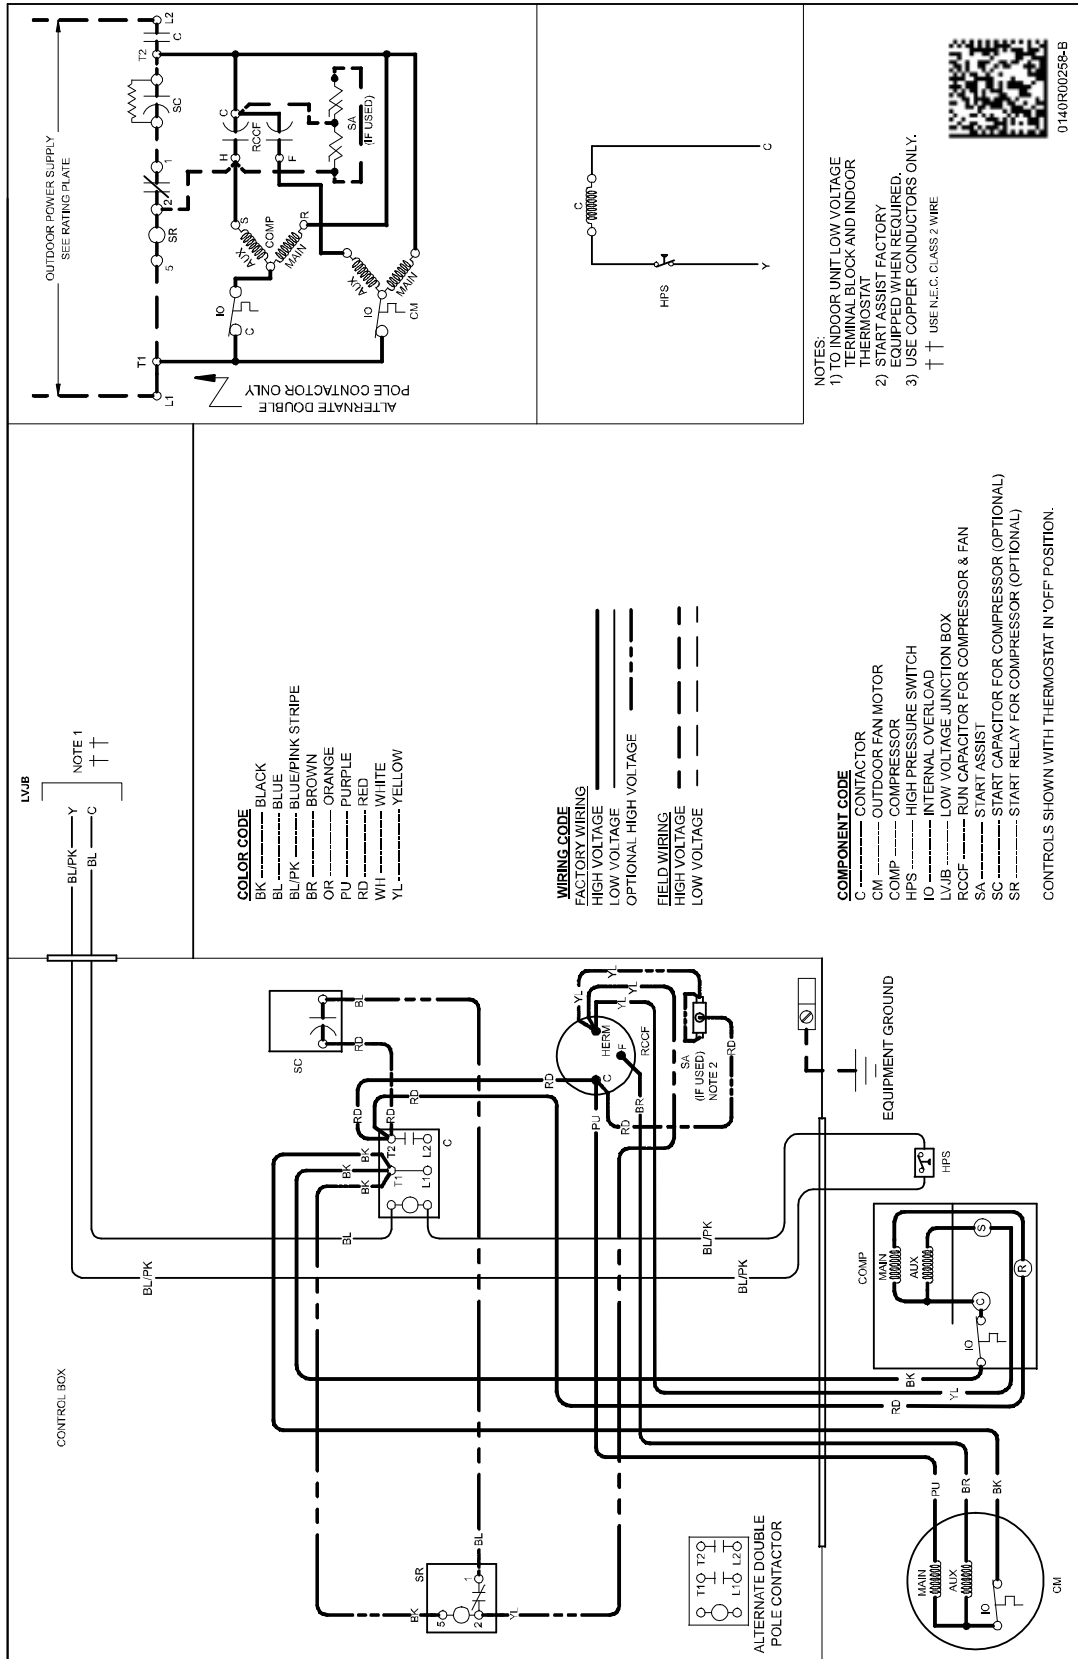 CONTROL BOX
LVJB
BL/PK
Y
BL
C
NOTE 1
† †
BL/PK
BL
BL/PK
BL/PK
SC
RD
BL
RD
RD
RD
BK
BK
BK
T2
T1
L2
L1
C
YL
YL
YL
YL
HERM
F
C
RCCF
SA
(IF USED)
NOTE 2
RD
RD
RD
BR
PU
SR
BK
5
2
1
BL
YL
ALTERNATE DOUBLE
POLE CONTACTOR
T1
T2
L1
L2
BK
YL
RD
HPS
COMP
MAIN
AUX
S
R
C
IO
PU
BR
BK
MAIN
AUX
IO
CM
EQUIPMENT GROUND
COLOR CODE
BK -------- BLACK
BL -------- BLUE
BL/PK -------- BLUE/PINK STRIPE
BR -------- BROWN
OR -------- ORANGE
PU -------- PURPLE
RD -------- RED
WH -------- WHITE
YL -------- YELLOW
WIRING CODE
FACTORY WIRING
HIGH VOLTAGE
LOW VOLTAGE
OPTIONAL HIGH VOLTAGE
FIELD WIRING
HIGH VOLTAGE
LOW VOLTAGE
COMPONENT CODE
C -------- CONTACTOR
CM -------- OUTDOOR FAN MOTOR
COMP -------- COMPRESSOR
HPS -------- HIGH PRESSURE SWITCH
IO -------- INTERNAL OVERLOAD
LVJB -------- LOW VOLTAGE JUNCTION BOX
RCCF -------- RUN CAPACITOR FOR COMPRESSOR & FAN
SA -------- START ASSIST
SC -------- START CAPACITOR FOR COMPRESSOR (OPTIONAL)
SR -------- START RELAY FOR COMPRESSOR (OPTIONAL)
CONTROLS SHOWN WITH THERMOSTAT IN 'OFF' POSITION.
OUTDOOR POWER SUPPLY
SEE RATING PLATE
L1
T1
5
SR
2
1
SC
T2
C
L2
ALTERNATE DOUBLE
POLE CONTACTOR ONLY
IO
C
S
AUX
COMP
MAIN
R
H
C
RCCF
F
SA
(IF USED)
IO
AUX
MAIN
CM
C
HPS
Y
C
NOTES:
1) TO INDOOR UNIT LOW VOLTAGE
TERMINAL BLOCK AND INDOOR
THERMOSTAT
2) START ASSIST FACTORY
EQUIPPED WHEN REQUIRED.
3) USE COPPER CONDUCTORS ONLY.
† † USE N.E.C. CLASS 2 WIRE
0140R00258-B